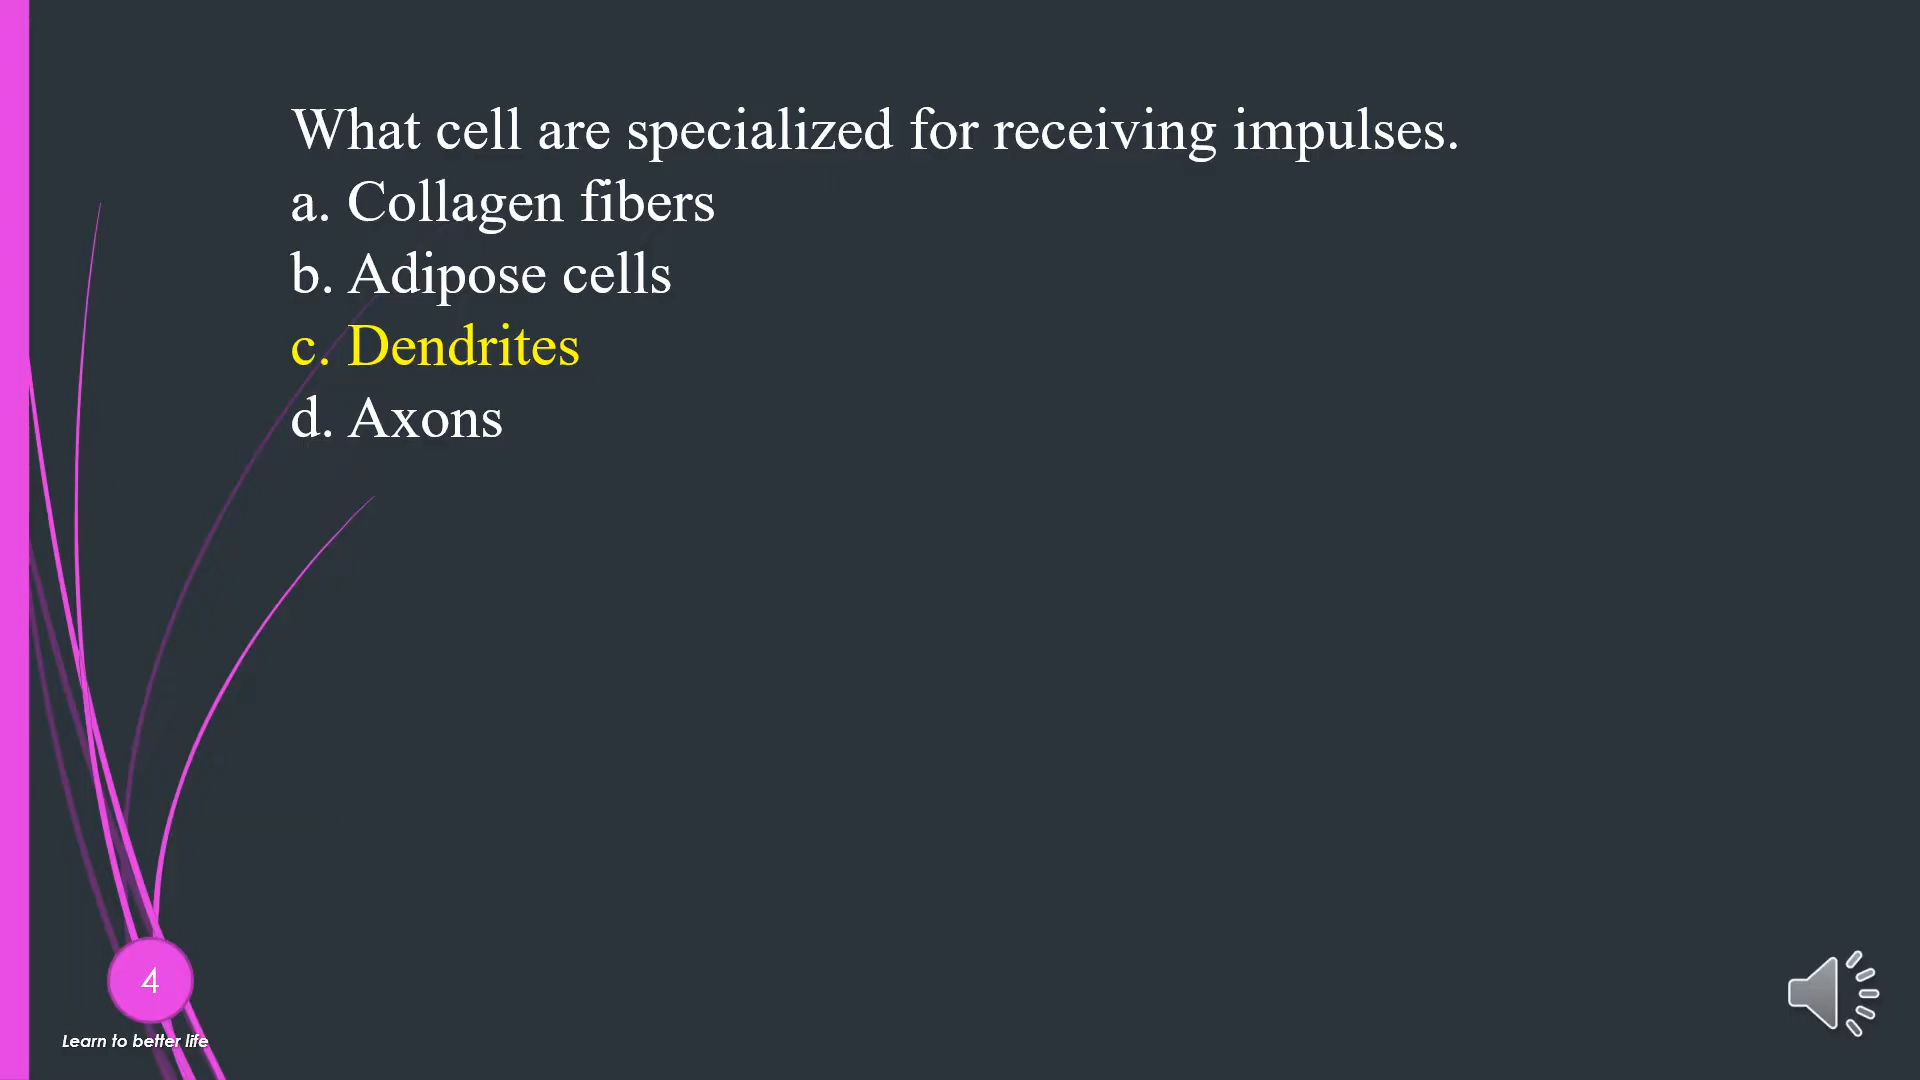 What cell are specialized for receiving impulses.
a. Collagen fibers
b. Adipose cells
c. Dendrites
d. Axons
4
Learn to better life